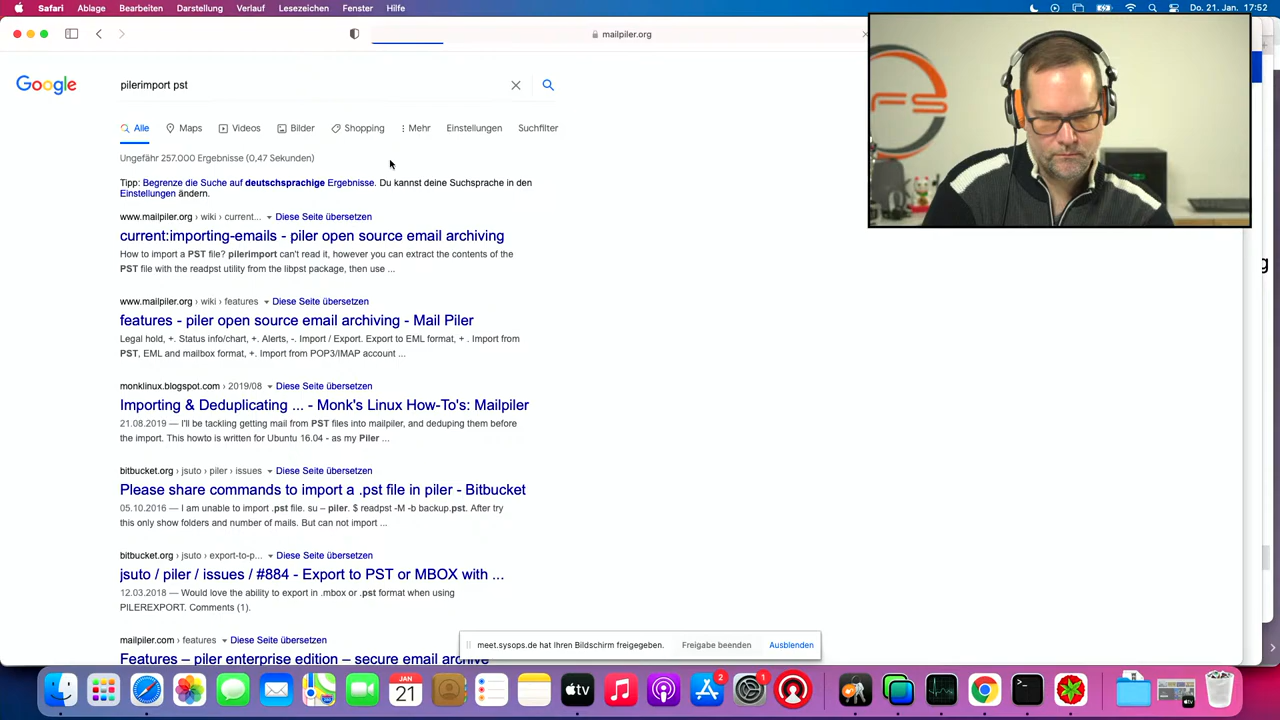 Safari Ablage Bearbeiten Darstellung Verlauf Lesezeichen Fenster Hilfe Do. 21. Jan. 17:52
mailpiler.org
Google
pilerimport pst
Alle Maps Videos Bilder Shopping Mehr Einstellungen Suchfilter
Ungefähr 257.000 Ergebnisse (0,47 Sekunden)
Tipp: Begrenze die Suche auf deutschsprachige Ergebnisse. Du kannst deine Suchsprache in den
Einstellungen ändern.
www.mailpiler.org › wiki › current... Diese Seite übersetzen
current:importing-emails - piler open source email archiving
How to import a PST file? pilerimport can't read it, however you can extract the contents of the
PST file with the readpst utility from the libpst package, then use ...
www.mailpiler.org › wiki › features Diese Seite übersetzen
features - piler open source email archiving - Mail Piler
Legal hold, +. Status info/chart, +. Alerts, -. Import / Export. Export to EML format, + . Import from
PST, EML and mailbox format, +. Import from POP3/IMAP account ...
monklinux.blogspot.com › 2019/08 Diese Seite übersetzen
Importing & Deduplicating ... - Monk's Linux How-To's: Mailpiler
21.08.2019 — I'll be tackling getting mail from PST files into mailpiler, and deduping them before
the import. This howto is written for Ubuntu 16.04 - as my Piler ...
bitbucket.org › jsuto › piler › issues Diese Seite übersetzen
Please share commands to import a .pst file in piler - Bitbucket
05.10.2016 — I am unable to import .pst file. su – piler. $ readpst -M -b backup.pst. After try
this only show folders and number of mails. But can not import ...
bitbucket.org › jsuto › export-to-p... Diese Seite übersetzen
jsuto / piler / issues / #884 - Export to PST or MBOX with ...
12.03.2018 — Would love the ability to export in .mbox or .pst format when using
PILEREXPORT. Comments (1).
mailpiler.com › features Diese Seite übersetzen
Features – piler enterprise edition – secure email archive
meet.sysops.de hat Ihren Bildschirm freigegeben. Freigabe beenden Ausblenden
JAN
21
tv
2
1